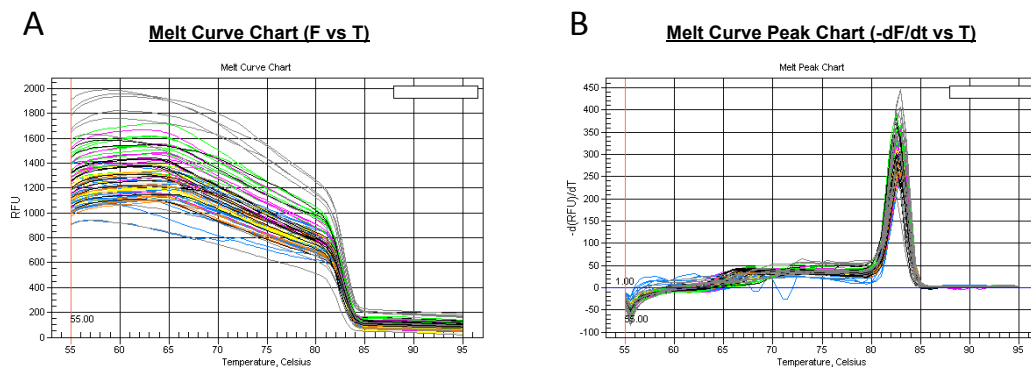 A
Melt Curve Chart (F vs T)
Melt Curve Chart
2000
1800
1600
1400
1200
1000
800
600
400
200
0
RFU
55.00
55 60 65 70 75 80 85 90 95
Temperature, Celsius
B
Melt Curve Peak Chart (-dF/dt vs T)
Melt Peak Chart
450
400
350
300
250
200
150
100
50
0
-50
-100
-d(RFU)/dT
1.00
55.00
55 60 65 70 75 80 85 90 95
Temperature, Celsius